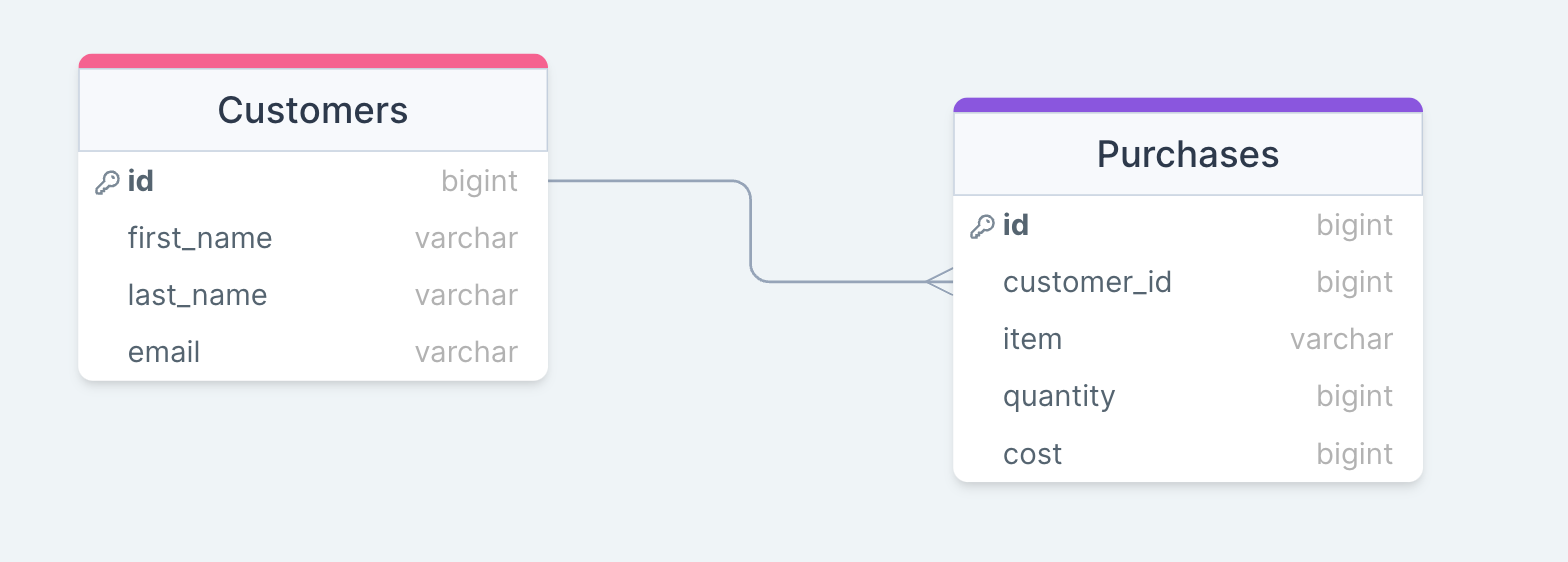 Customers
id bigint
first_name varchar
last_name varchar
email varchar
Purchases
id bigint
customer_id bigint
item varchar
quantity bigint
cost bigint